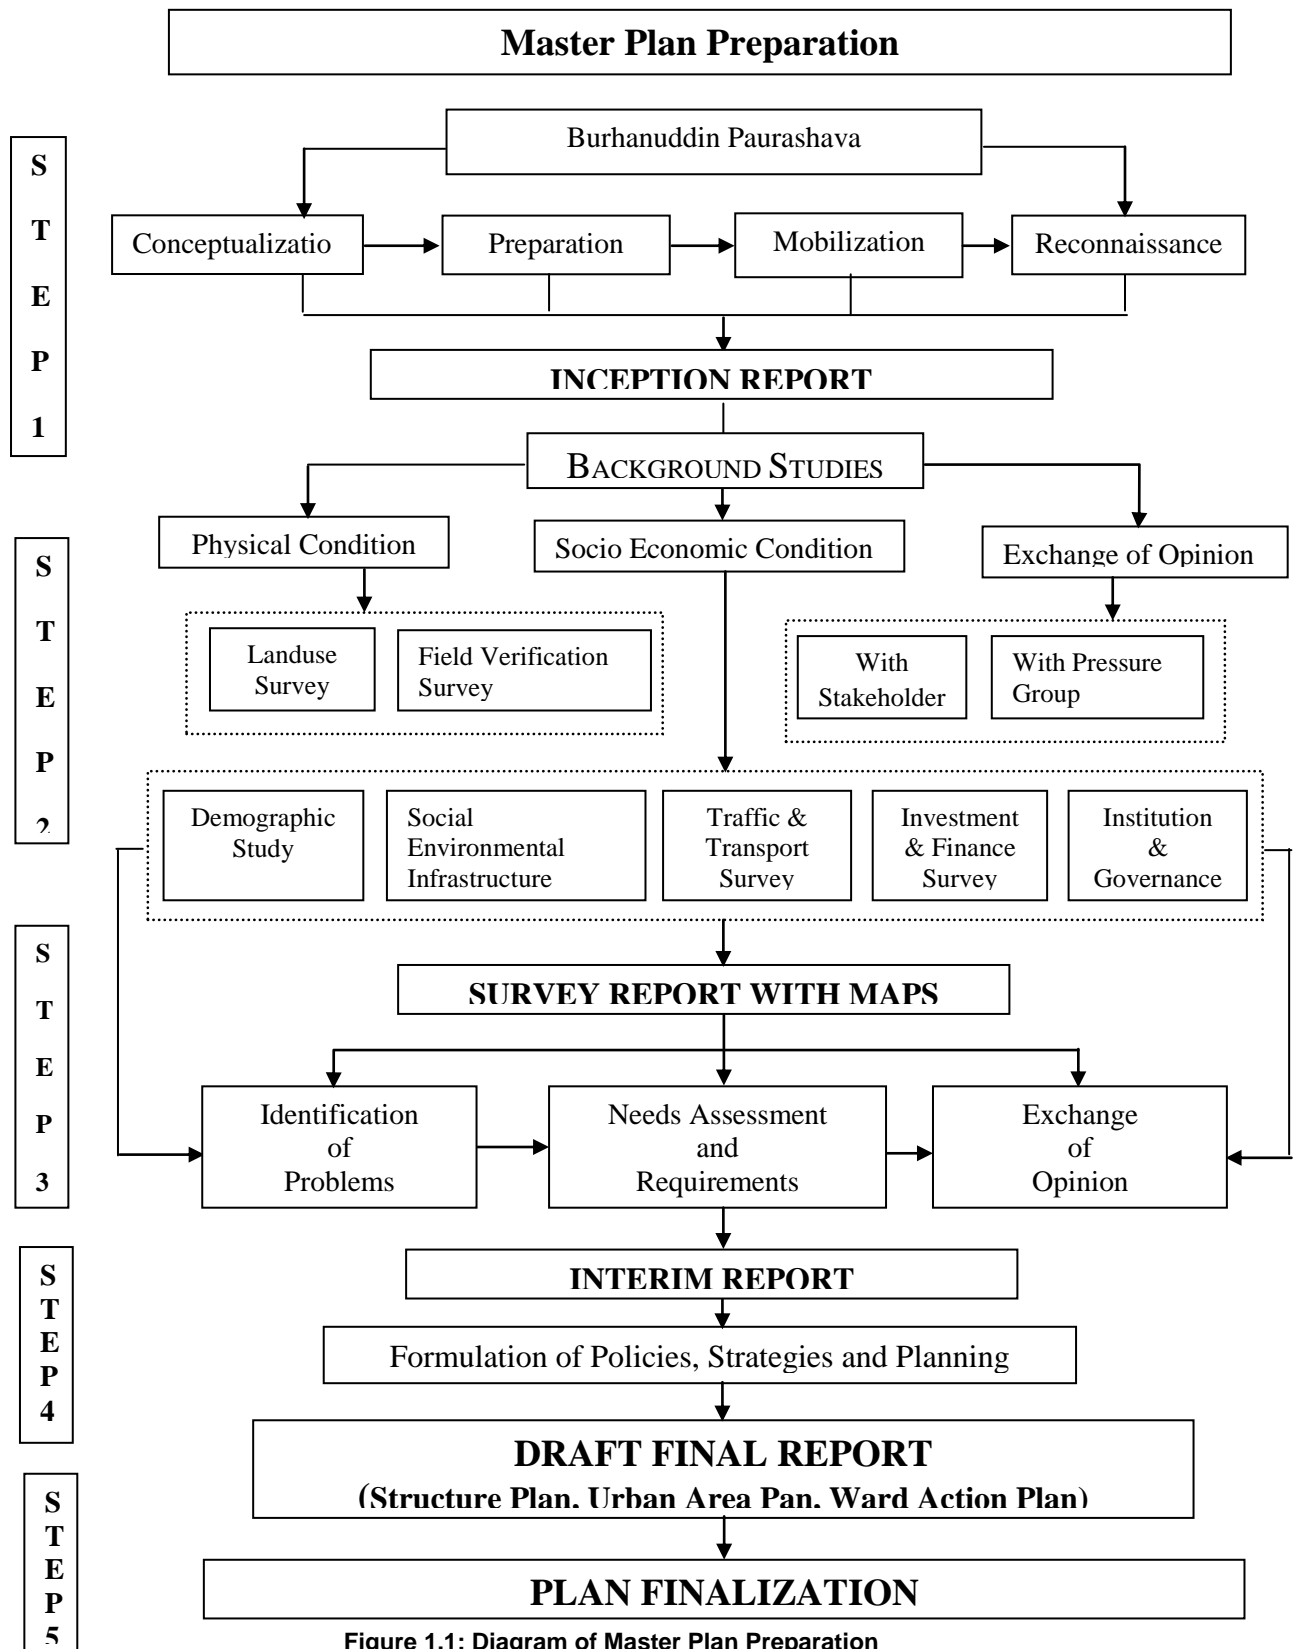 Master Plan Preparation
Burhanuddin Paurashava
S
T
E
P
1
Conceptualizatio
Preparation
Mobilization
Reconnaissance
INCEPTION REPORT
BACKGROUND STUDIES
S
T
E
P
2
Physical Condition
Socio Economic Condition
Exchange of Opinion
Landuse
Survey
Field Verification
Survey
With
Stakeholder
With Pressure
Group
Demographic
Study
Social
Environmental
Infrastructure
Traffic &
Transport
Survey
Investment
& Finance
Survey
Institution
&
Governance
S
T
E
P
3
SURVEY REPORT WITH MAPS
Identification
of
Problems
Needs Assessment
and
Requirements
Exchange
of
Opinion
S
T
E
P
4
INTERIM REPORT
Formulation of Policies, Strategies and Planning
DRAFT FINAL REPORT
(Structure Plan, Urban Area Pan, Ward Action Plan)
S
T
E
P
5
PLAN FINALIZATION
Figure 1.1: Diagram of Master Plan Preparation